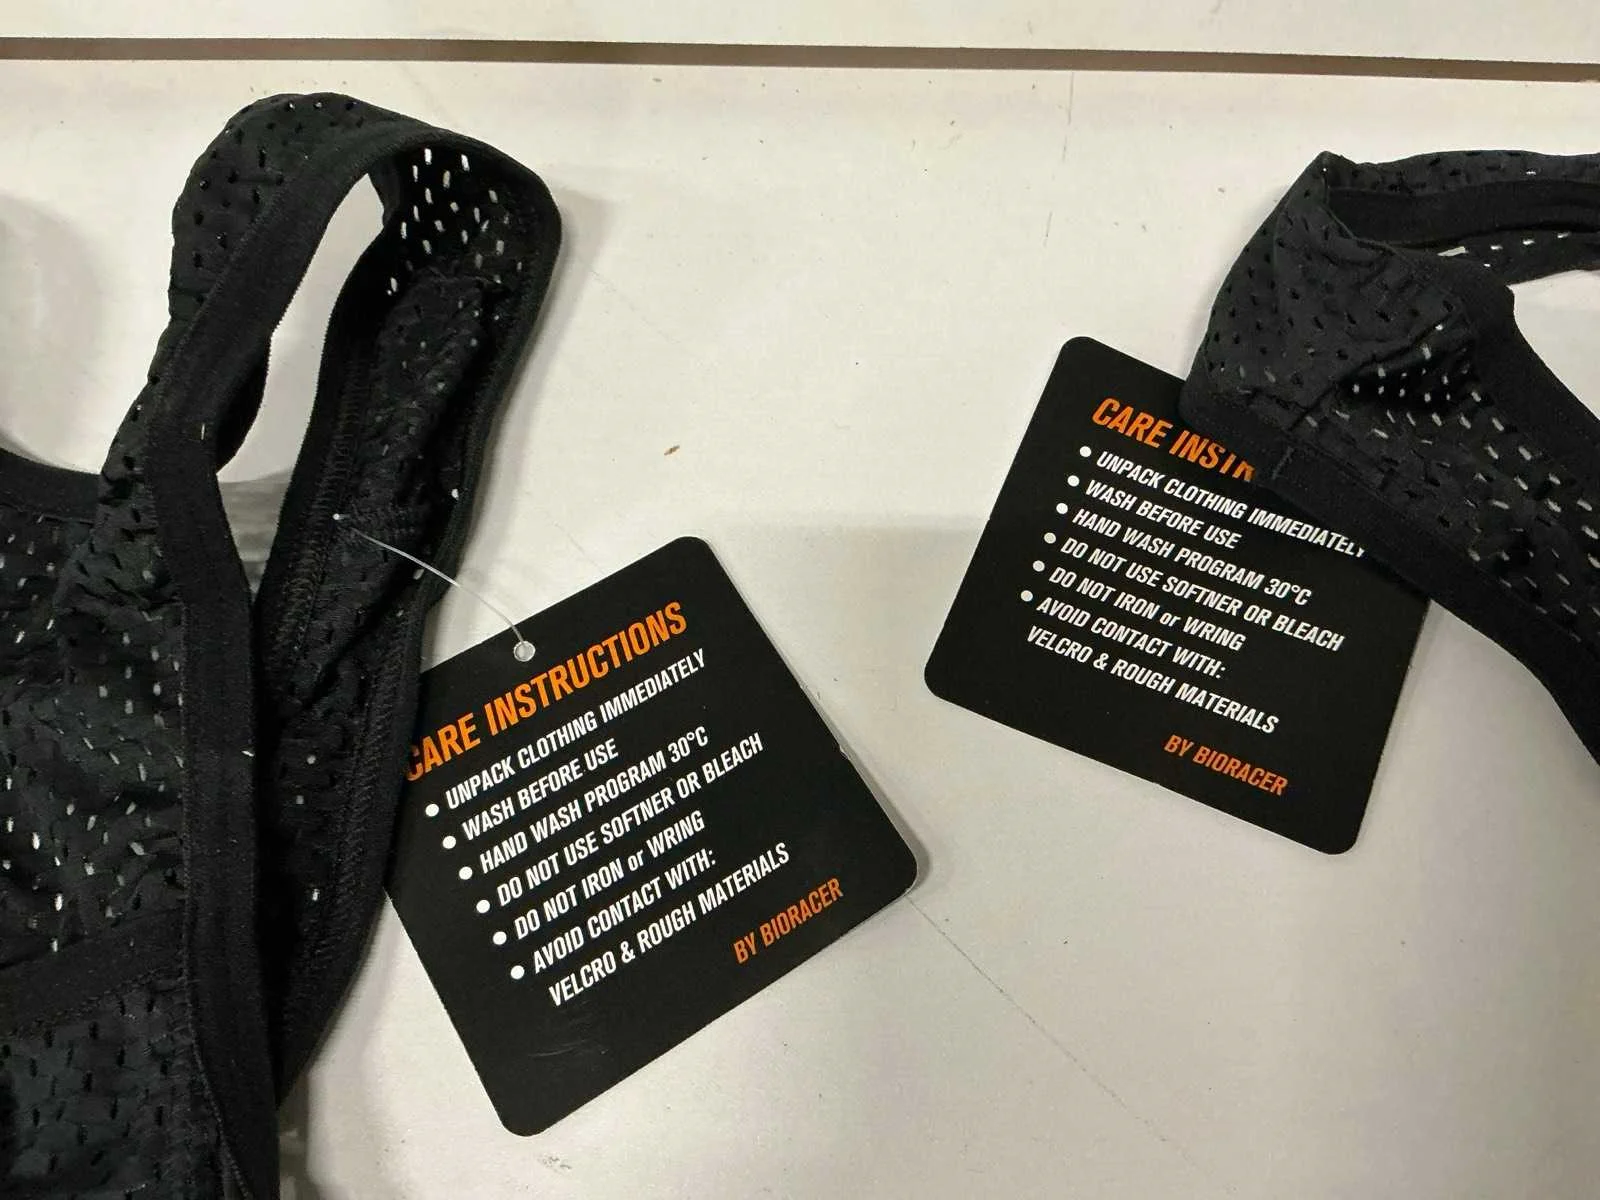 CARE INSTRUCTIONS
● UNPACK CLOTHING IMMEDIATELY
● WASH BEFORE USE
● HAND WASH PROGRAM 30°C
● DO NOT USE SOFTNER OR BLEACH
● DO NOT IRON or WRING
● AVOID CONTACT WITH:
VELCRO & ROUGH MATERIALS
BY BIORACER
CARE INSTR
● UNPACK CLOTHING IMMEDIATELY
● WASH BEFORE USE
● HAND WASH PROGRAM 30°C
● DO NOT USE SOFTNER OR BLEACH
● DO NOT IRON or WRING
● AVOID CONTACT WITH:
VELCRO & ROUGH MATERIALS
BY BIORACER